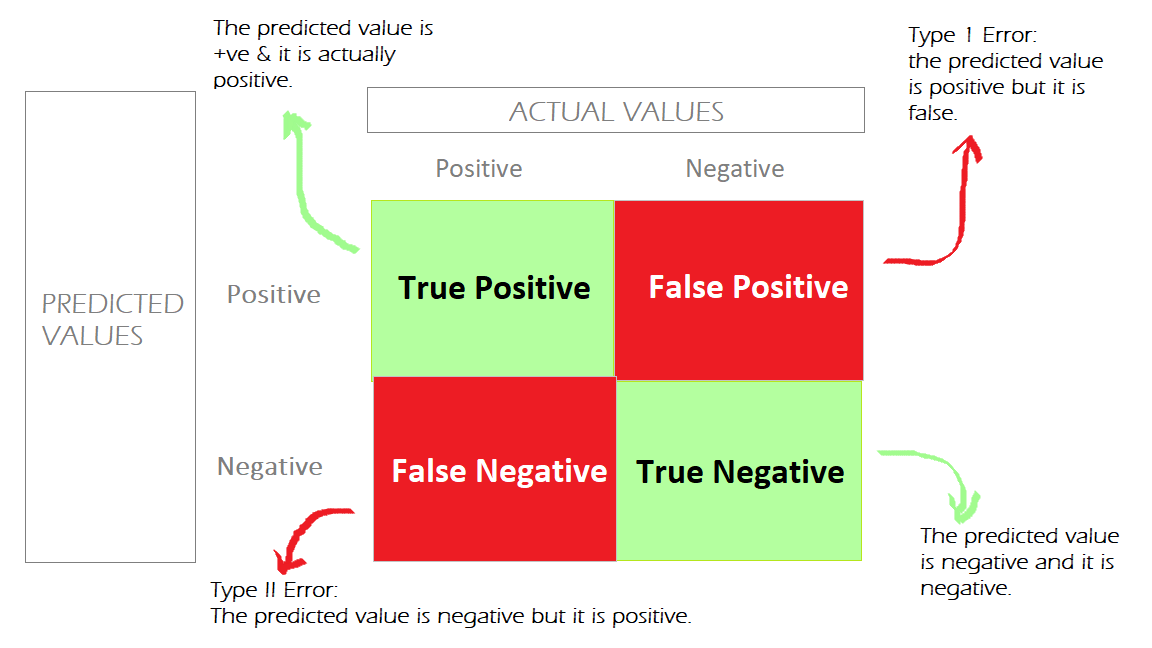 The predicted value is
+ve & it is actually
positive.
Type 1 Error:
the predicted value
is positive but it is
false.
ACTUAL VALUES
Positive
Negative
PREDICTED
VALUES
Positive
True Positive
False Positive
Negative
False Negative
True Negative
Type II Error:
The predicted value is negative but it is positive.
The predicted value
is negative and it is
negative.